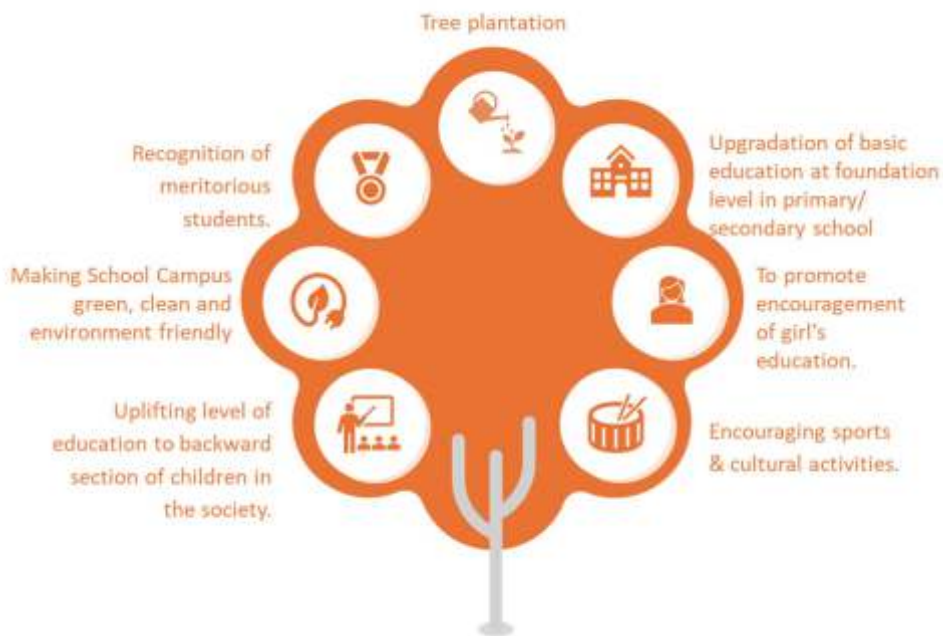 Tree plantation
Recognition of
meritorious
students.
Upgradation of basic
education at foundation
level in primary/
secondary school
Making School Campus
green, clean and
environment friendly
To promote
encouragement
of girl's
education.
Uplifting level of
education to backward
section of children in
the society.
Encouraging sports
& cultural activities.